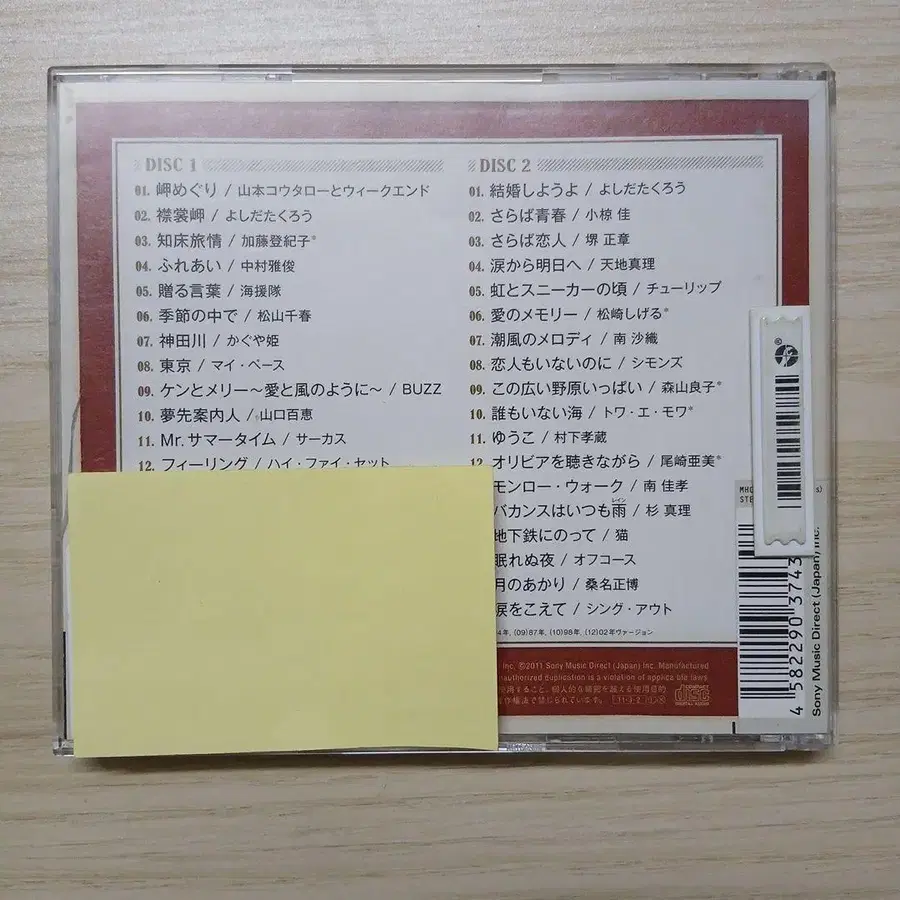 DISC 1
01. 岬めぐり / 山本コウタローとウィークエンド
02. 襟裳岬 / よしだたくろう
03. 知床旅情 / 加藤登紀子*
04. ふれあい / 中村雅俊
05. 贈る言葉 / 海援隊
06. 季節の中で / 松山千春
07. 神田川 / かぐや姫
08. 東京 / マイ・ペース
09. ケンとメリー〜愛と風のように〜 / BUZZ
10. 夢先案内人 / 山口百恵
11. Mr.サマータイム / サーカス
12. フィーリング / ハイ・ファイ・セット
DISC 2
01. 結婚しようよ / よしだたくろう
02. さらば青春 / 小椋 佳
03. さらば恋人 / 堺 正章
04. 涙から明日へ / 天地真理
05. 虹とスニーカーの頃 / チューリップ
06. 愛のメモリー / 松崎しげる*
07. 潮風のメロディ / 南 沙織
08. 恋人もいないのに / シモンズ
09. この広い野原いっぱい / 森山良子*
10. 誰もいない海 / トワ・エ・モワ*
11. ゆうこ / 村下孝蔵
12. オリビアを聴きながら / 尾崎亜美*
モンロー・ウォーク / 南 佳孝
バカンスはいつも雨 / 杉 真理
レイン
地下鉄にのって / 猫
眠れぬ夜 / オフコース
月のあかり / 桑名正博
涙をこえて / シング・アウト
4年, (09)87年, (10)98年, (12)02年ヴァージョン
Inc. ©2011 Sony Music Direct (Japan) Inc. Manufactured
unauthorized duplication is a violation of applicable laws
COMPACT disc DIGITAL AUDIO
4 582290 3743
Sony Music Direct (Japan) Inc.